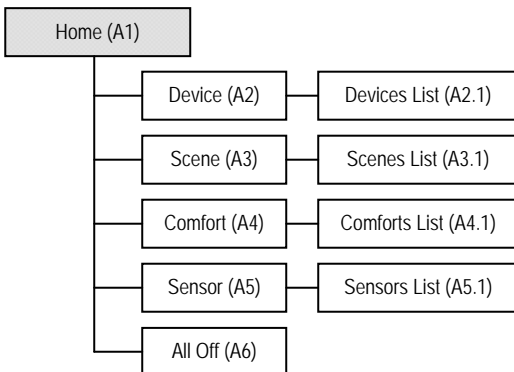 Home (A1)
Device (A2)
Devices List (A2.1)
Scene (A3)
Scenes List (A3.1)
Comfort (A4)
Comforts List (A4.1)
Sensor (A5)
Sensors List (A5.1)
All Off (A6)